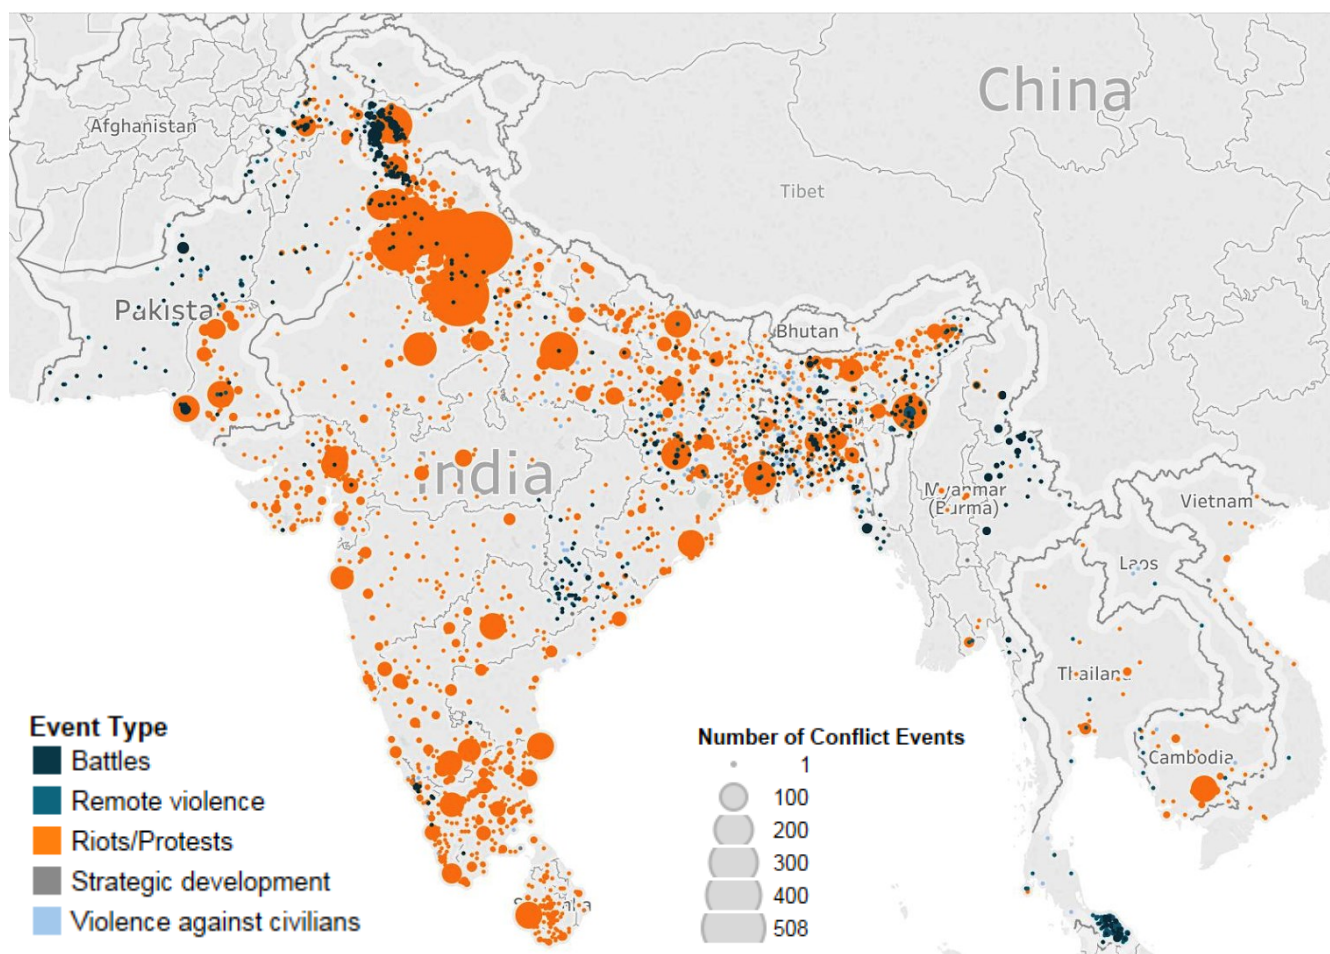 China
Afghanistan
Tibet
Pakista
Bhutan
India
Myanmar
(Burma)
Vietnam
Laos
Thailand
Cambodia
Event Type
Battles
Remote violence
Riots/Protests
Strategic development
Violence against civilians
Number of Conflict Events
1
100
200
300
400
508